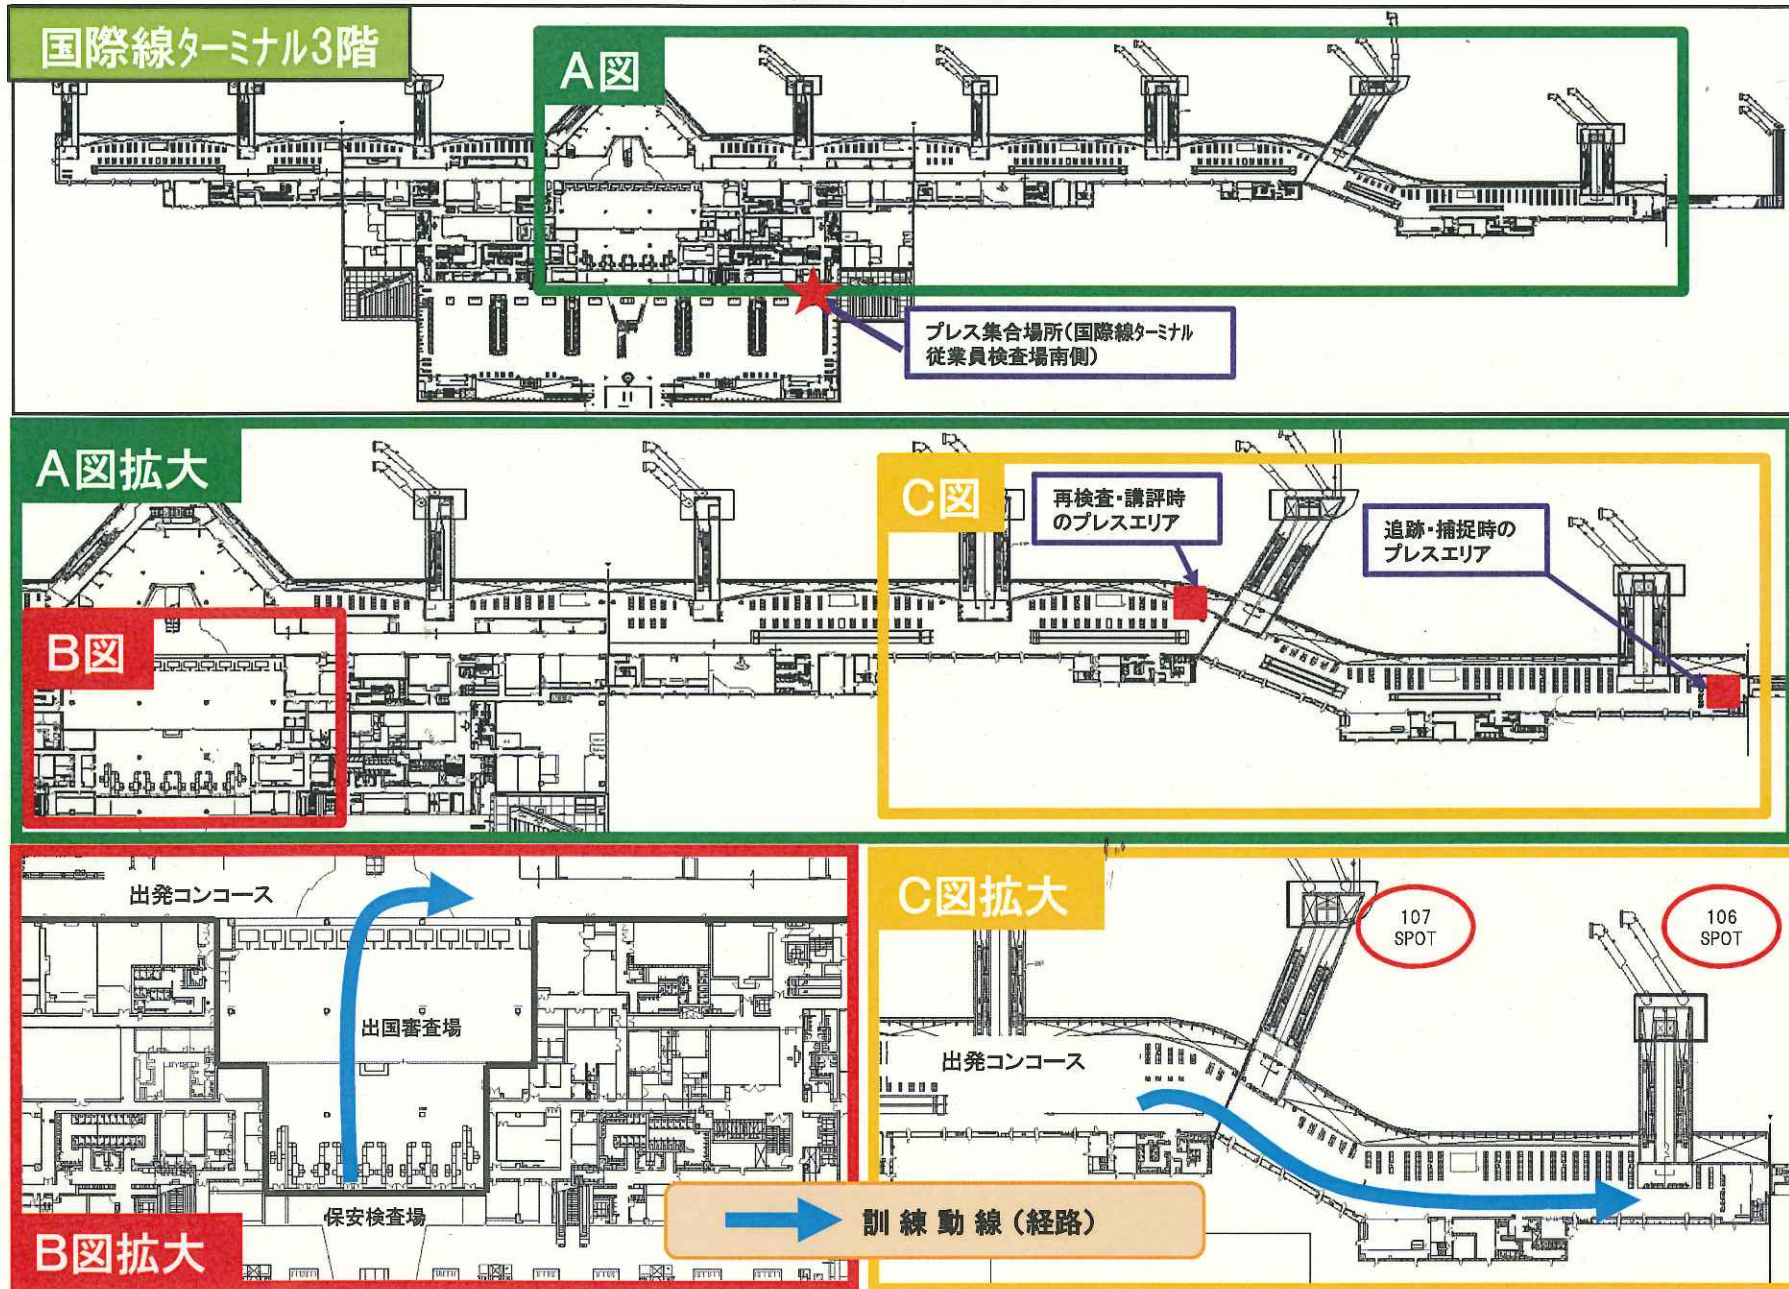 国際線ターミナル3階
A図
プレス集合場所(国際線ターミナル
従業員検査場南側)
A図拡大
C図
再検査・講評時
のプレスエリア
追跡・捕捉時の
プレスエリア
B図
出発コンコース
出国審査場
保安検査場
B図拡大
C図拡大
107
SPOT
106
SPOT
出発コンコース
訓練動線(経路)